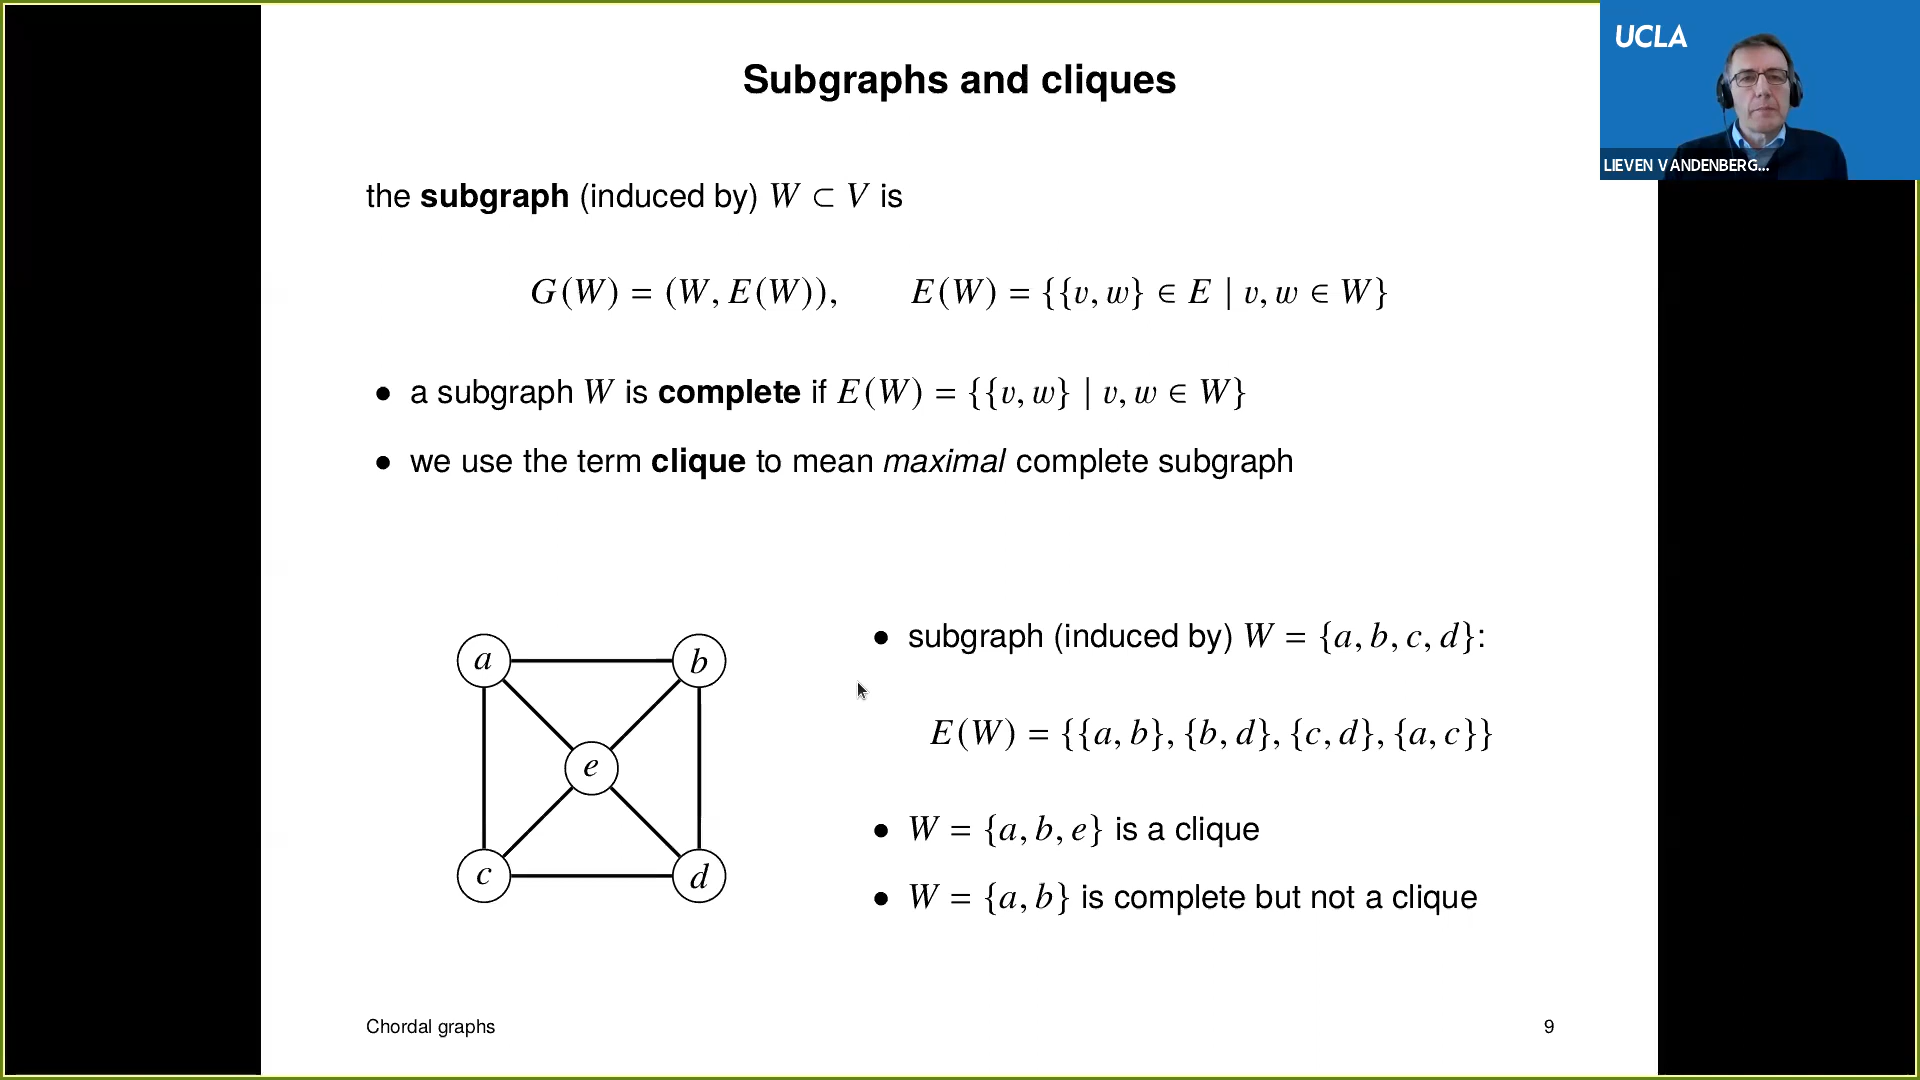 Subgraphs and cliques
UCLA
LIEVEN VANDENBERG...
the subgraph (induced by) W ⊂ V is
G(W) = (W, E(W)), E(W) = {{v, w} ∈ E | v, w ∈ W}
• a subgraph W is complete if E(W) = {{v, w} | v, w ∈ W}
• we use the term clique to mean maximal complete subgraph
a
b
e
c
d
• subgraph (induced by) W = {a, b, c, d}:
E(W) = {{a, b}, {b, d}, {c, d}, {a, c}}
• W = {a, b, e} is a clique
• W = {a, b} is complete but not a clique
Chordal graphs
9